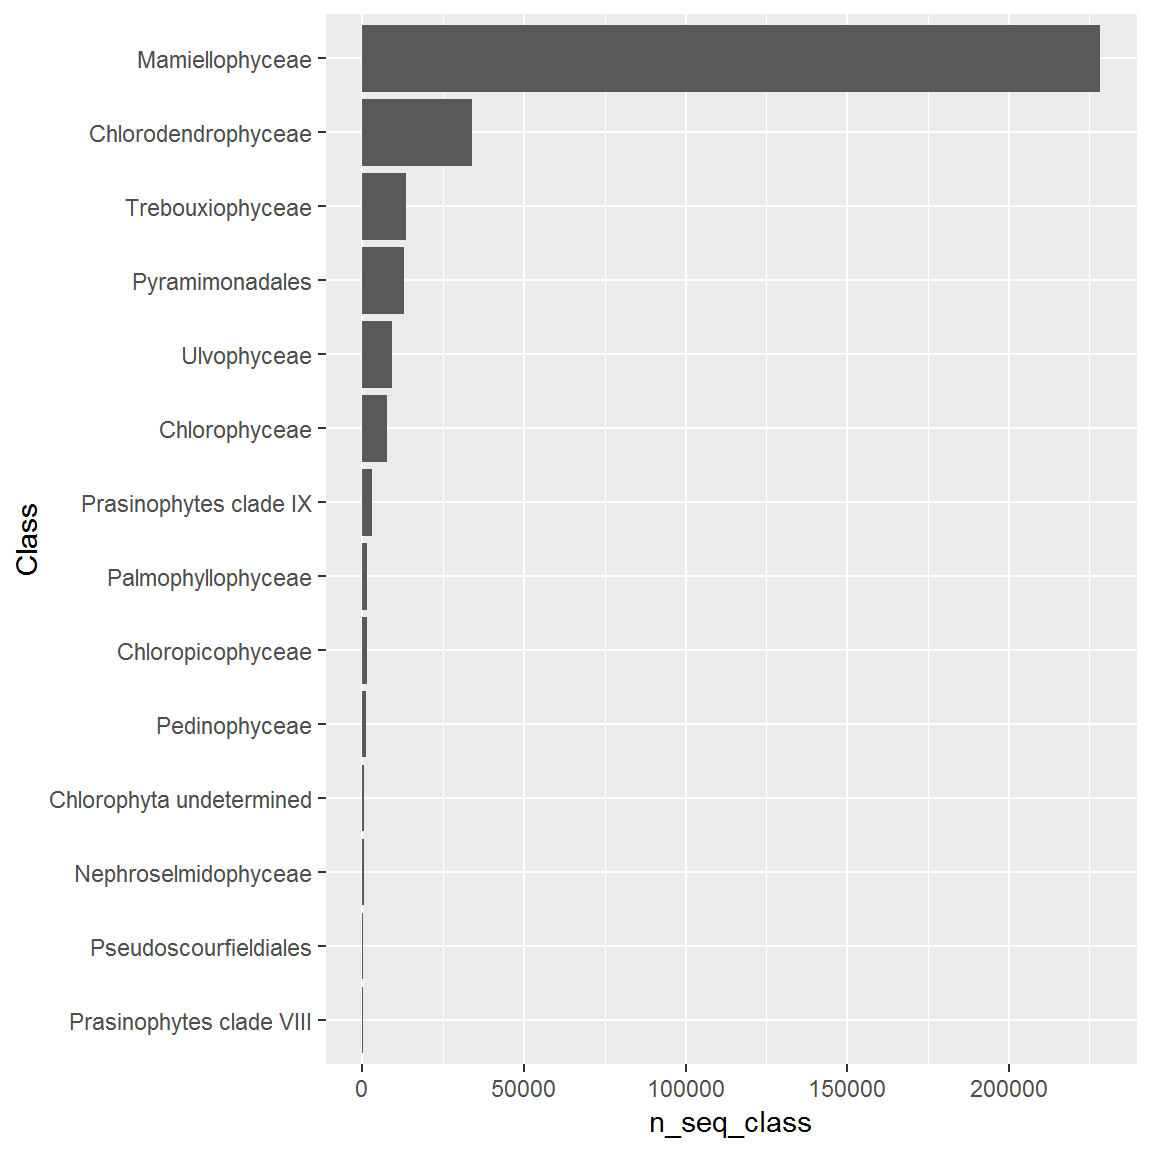 Mamiellophyceae
Chlorodendrophyceae
Trebouxiophyceae
Pyramimonadales
Ulvophyceae
Chlorophyceae
Prasinophytes clade IX
Palmophyllophyceae
Chloropicophyceae
Pedinophyceae
Chlorophyta undetermined
Nephroselmidophyceae
Pseudoscourfieldiales
Prasinophytes clade VIII
Class
0 50000 100000 150000 200000
n_seq_class